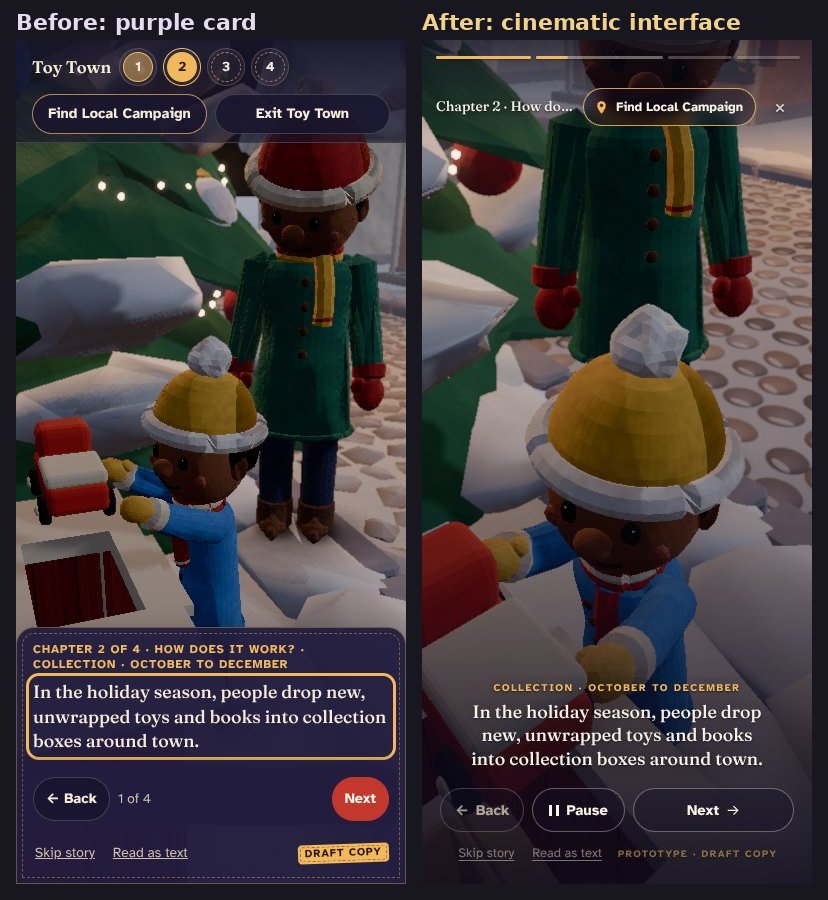 Before: purple card
Toy Town 1 2 3 4
Find Local Campaign Exit Toy Town
CHAPTER 2 OF 4 · HOW DOES IT WORK? ·
COLLECTION · OCTOBER TO DECEMBER
In the holiday season, people drop new,
unwrapped toys and books into collection
boxes around town.
← Back 1 of 4 Next
Skip story Read as text DRAFT COPY
After: cinematic interface
Chapter 2 · How do... Find Local Campaign ×
COLLECTION · OCTOBER TO DECEMBER
In the holiday season, people drop
new, unwrapped toys and books
into collection boxes around town.
← Back Pause Next →
Skip story Read as text PROTOTYPE · DRAFT COPY